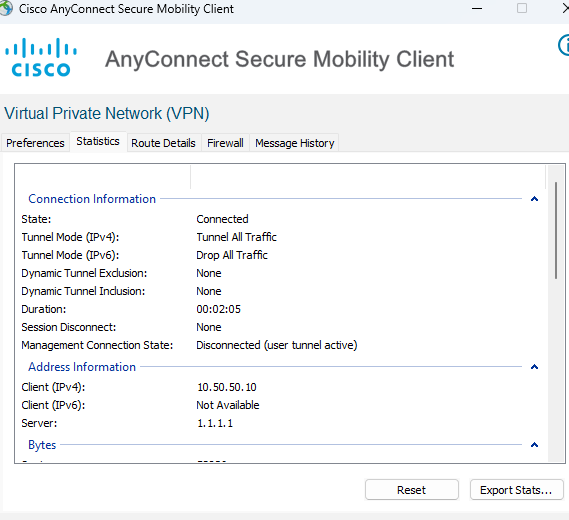 Cisco AnyConnect Secure Mobility Client
CISCO
AnyConnect Secure Mobility Client
Virtual Private Network (VPN)
Preferences Statistics Route Details Firewall Message History
Connection Information
State: Connected
Tunnel Mode (IPv4): Tunnel All Traffic
Tunnel Mode (IPv6): Drop All Traffic
Dynamic Tunnel Exclusion: None
Dynamic Tunnel Inclusion: None
Duration: 00:02:05
Session Disconnect: None
Management Connection State: Disconnected (user tunnel active)
Address Information
Client (IPv4): 10.50.50.10
Client (IPv6): Not Available
Server: 1.1.1.1
Bytes
Reset Export Stats...